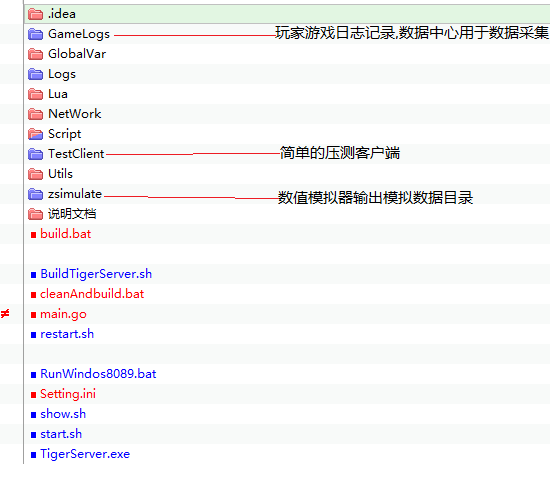 .idea
GameLogs 玩家游戏日志记录,数据中心用于数据采集
GlobalVar
Logs
Lua
NetWork
Script
TestClient 简单的压测客户端
Utils
zsimulate 数值模拟器输出模拟数据目录
说明文档
build.bat
BuildTigerServer.sh
cleanAndbuild.bat
≠ main.go
restart.sh
RunWindos8089.bat
Setting.ini
show.sh
start.sh
TigerServer.exe